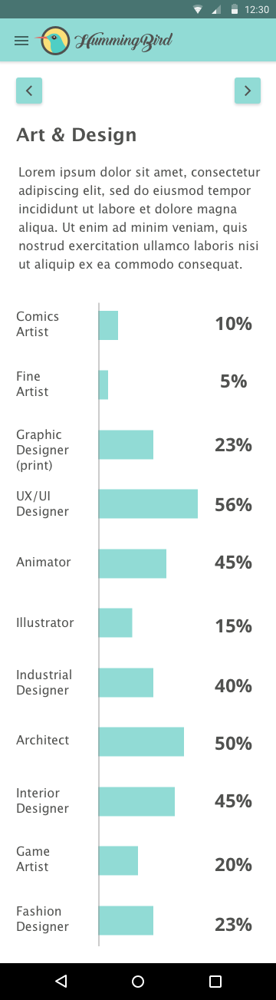 12:30
HummingBird
Art & Design
Lorem ipsum dolor sit amet, consectetur
adipiscing elit, sed do eiusmod tempor
incididunt ut labore et dolore magna
aliqua. Ut enim ad minim veniam, quis
nostrud exercitation ullamco laboris nisi
ut aliquip ex ea commodo consequat.
Comics
Artist
10%
Fine
Artist
5%
Graphic
Designer
(print)
23%
UX/UI
Designer
56%
Animator
45%
Illustrator
15%
Industrial
Designer
40%
Architect
50%
Interior
Designer
45%
Game
Artist
20%
Fashion
Designer
23%